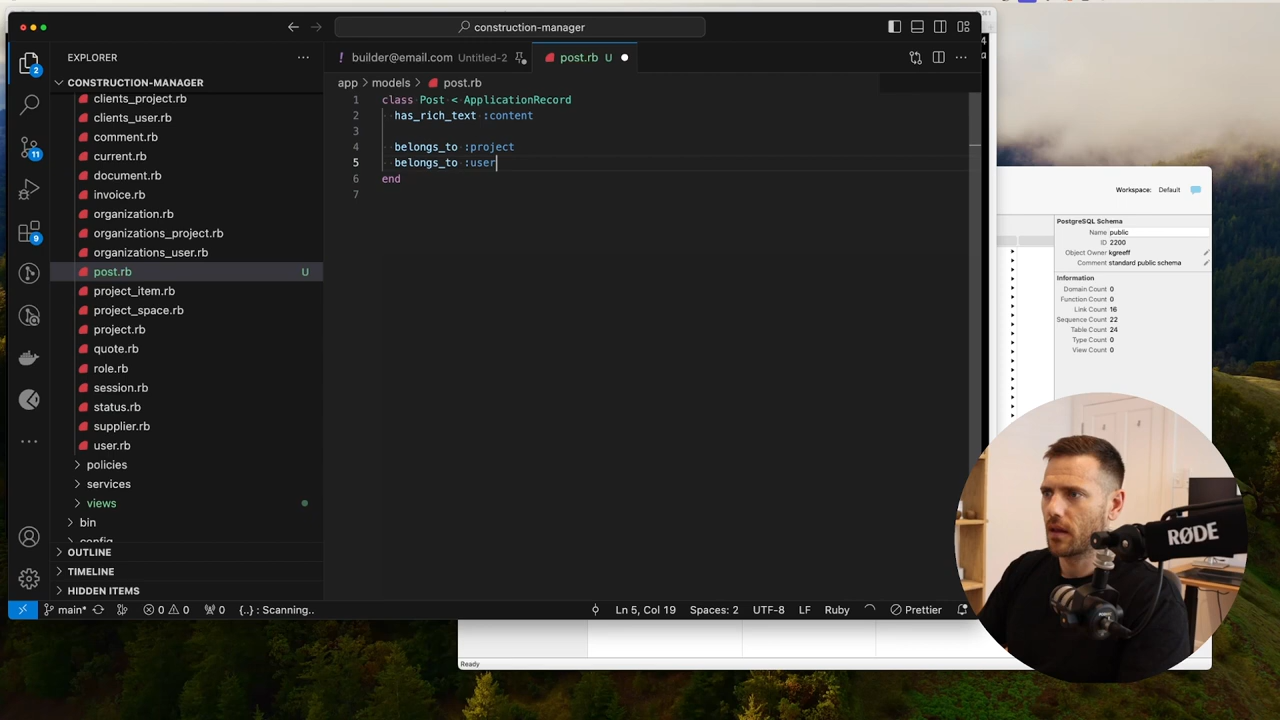 construction-manager
EXPLORER
builder@email.com Untitled-2
post.rb U
CONSTRUCTION-MANAGER
app > models > post.rb
clients_project.rb
clients_user.rb
comment.rb
current.rb
document.rb
invoice.rb
organization.rb
organizations_project.rb
organizations_user.rb
post.rb U
project_item.rb
project_space.rb
project.rb
quote.rb
role.rb
session.rb
status.rb
supplier.rb
user.rb
policies
services
views
bin
config
OUTLINE
TIMELINE
HIDDEN ITEMS
2
11
9
1 class Post < ApplicationRecord
2 has_rich_text :content
3
4 belongs_to :project
5 belongs_to :user
6 end
7
main* 0 0 0 {..} : Scanning.. Ln 5, Col 19 Spaces: 2 UTF-8 LF Ruby Prettier
Workspace: Default
PostgreSQL Schema
Name public
ID 2200
Object Owner kgreeff
Comment standard public schema
Information
Domain Count 0
Function Count 0
Link Count 16
Sequence Count 22
Table Count 24
Type Count 0
View Count 0
Ready
RØDE